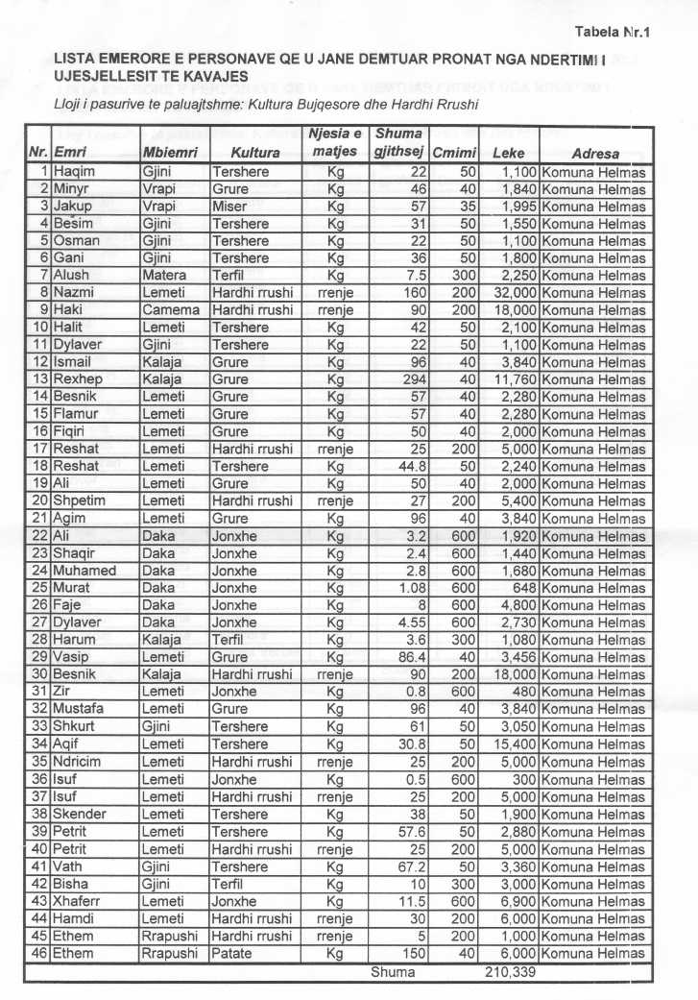 Tabela Nr.1
LISTA EMERORE E PERSONAVE QE U JANE DEMTUAR PRONAT NGA NDERTIMI I
UJESJELLESIT TE KAVAJES
Lloji i pasurive te paluajtshme: Kultura Bujqesore dhe Hardhi Rrushi
Nr. Emri Mbiemri Kultura Njesia e matjes Shuma gjithsej Cmimi Leke Adresa
1 Haqim Gjini Tershere Kg 22 50 1,100 Komuna Helmas
2 Minyr Vrapi Grure Kg 46 40 1,840 Komuna Helmas
3 Jakup Vrapi Miser Kg 57 35 1,995 Komuna Helmas
4 Besim Gjini Tershere Kg 31 50 1,550 Komuna Helmas
5 Osman Gjini Tershere Kg 22 50 1,100 Komuna Helmas
6 Gani Gjini Tershere Kg 36 50 1,800 Komuna Helmas
7 Alush Matera Terfil Kg 7.5 300 2,250 Komuna Helmas
8 Nazmi Lemeti Hardhi rrushi rrenje 160 200 32,000 Komuna Helmas
9 Haki Camema Hardhi rrushi rrenje 90 200 18,000 Komuna Helmas
10 Halit Lemeti Tershere Kg 42 50 2,100 Komuna Helmas
11 Dylaver Gjini Tershere Kg 22 50 1,100 Komuna Helmas
12 Ismail Kalaja Grure Kg 96 40 3,840 Komuna Helmas
13 Rexhep Kalaja Grure Kg 294 40 11,760 Komuna Helmas
14 Besnik Lemeti Grure Kg 57 40 2,280 Komuna Helmas
15 Flamur Lemeti Grure Kg 57 40 2,280 Komuna Helmas
16 Fiqiri Lemeti Grure Kg 50 40 2,000 Komuna Helmas
17 Reshat Lemeti Hardhi rrushi rrenje 25 200 5,000 Komuna Helmas
18 Reshat Lemeti Tershere Kg 44.8 50 2,240 Komuna Helmas
19 Ali Lemeti Grure Kg 50 40 2,000 Komuna Helmas
20 Shpetim Lemeti Hardhi rrushi rrenje 27 200 5,400 Komuna Helmas
21 Agim Lemeti Grure Kg 96 40 3,840 Komuna Helmas
22 Ali Daka Jonxhe Kg 3.2 600 1,920 Komuna Helmas
23 Shaqir Daka Jonxhe Kg 2.4 600 1,440 Komuna Helmas
24 Muhamed Daka Jonxhe Kg 2.8 600 1,680 Komuna Helmas
25 Murat Daka Jonxhe Kg 1.08 600 648 Komuna Helmas
26 Faje Daka Jonxhe Kg 8 600 4,800 Komuna Helmas
27 Dylaver Daka Jonxhe Kg 4.55 600 2,730 Komuna Helmas
28 Harum Kalaja Terfil Kg 3.6 300 1,080 Komuna Helmas
29 Vasip Lemeti Grure Kg 86.4 40 3,456 Komuna Helmas
30 Besnik Kalaja Hardhi rrushi rrenje 90 200 18,000 Komuna Helmas
31 Zir Lemeti Jonxhe Kg 0.8 600 480 Komuna Helmas
32 Mustafa Lemeti Grure Kg 96 40 3,840 Komuna Helmas
33 Shkurt Gjini Tershere Kg 61 50 3,050 Komuna Helmas
34 Aqif Lemeti Tershere Kg 30.8 50 15,400 Komuna Helmas
35 Ndricim Lemeti Hardhi rrushi rrenje 25 200 5,000 Komuna Helmas
36 Isuf Lemeti Jonxhe Kg 0.5 600 300 Komuna Helmas
37 Isuf Lemeti Hardhi rrushi rrenje 25 200 5,000 Komuna Helmas
38 Skender Lemeti Tershere Kg 38 50 1,900 Komuna Helmas
39 Petrit Lemeti Tershere Kg 57.6 50 2,880 Komuna Helmas
40 Petrit Lemeti Hardhi rrushi rrenje 25 200 5,000 Komuna Helmas
41 Vath Gjini Tershere Kg 67.2 50 3,360 Komuna Helmas
42 Bisha Gjini Terfil Kg 10 300 3,000 Komuna Helmas
43 Xhaferr Lemeti Jonxhe Kg 11.5 600 6,900 Komuna Helmas
44 Hamdi Lemeti Hardhi rrushi rrenje 30 200 6,000 Komuna Helmas
45 Ethem Rrapushi Hardhi rrushi rrenje 5 200 1,000 Komuna Helmas
46 Ethem Rrapushi Patate Kg 150 40 6,000 Komuna Helmas
Shuma 210,339